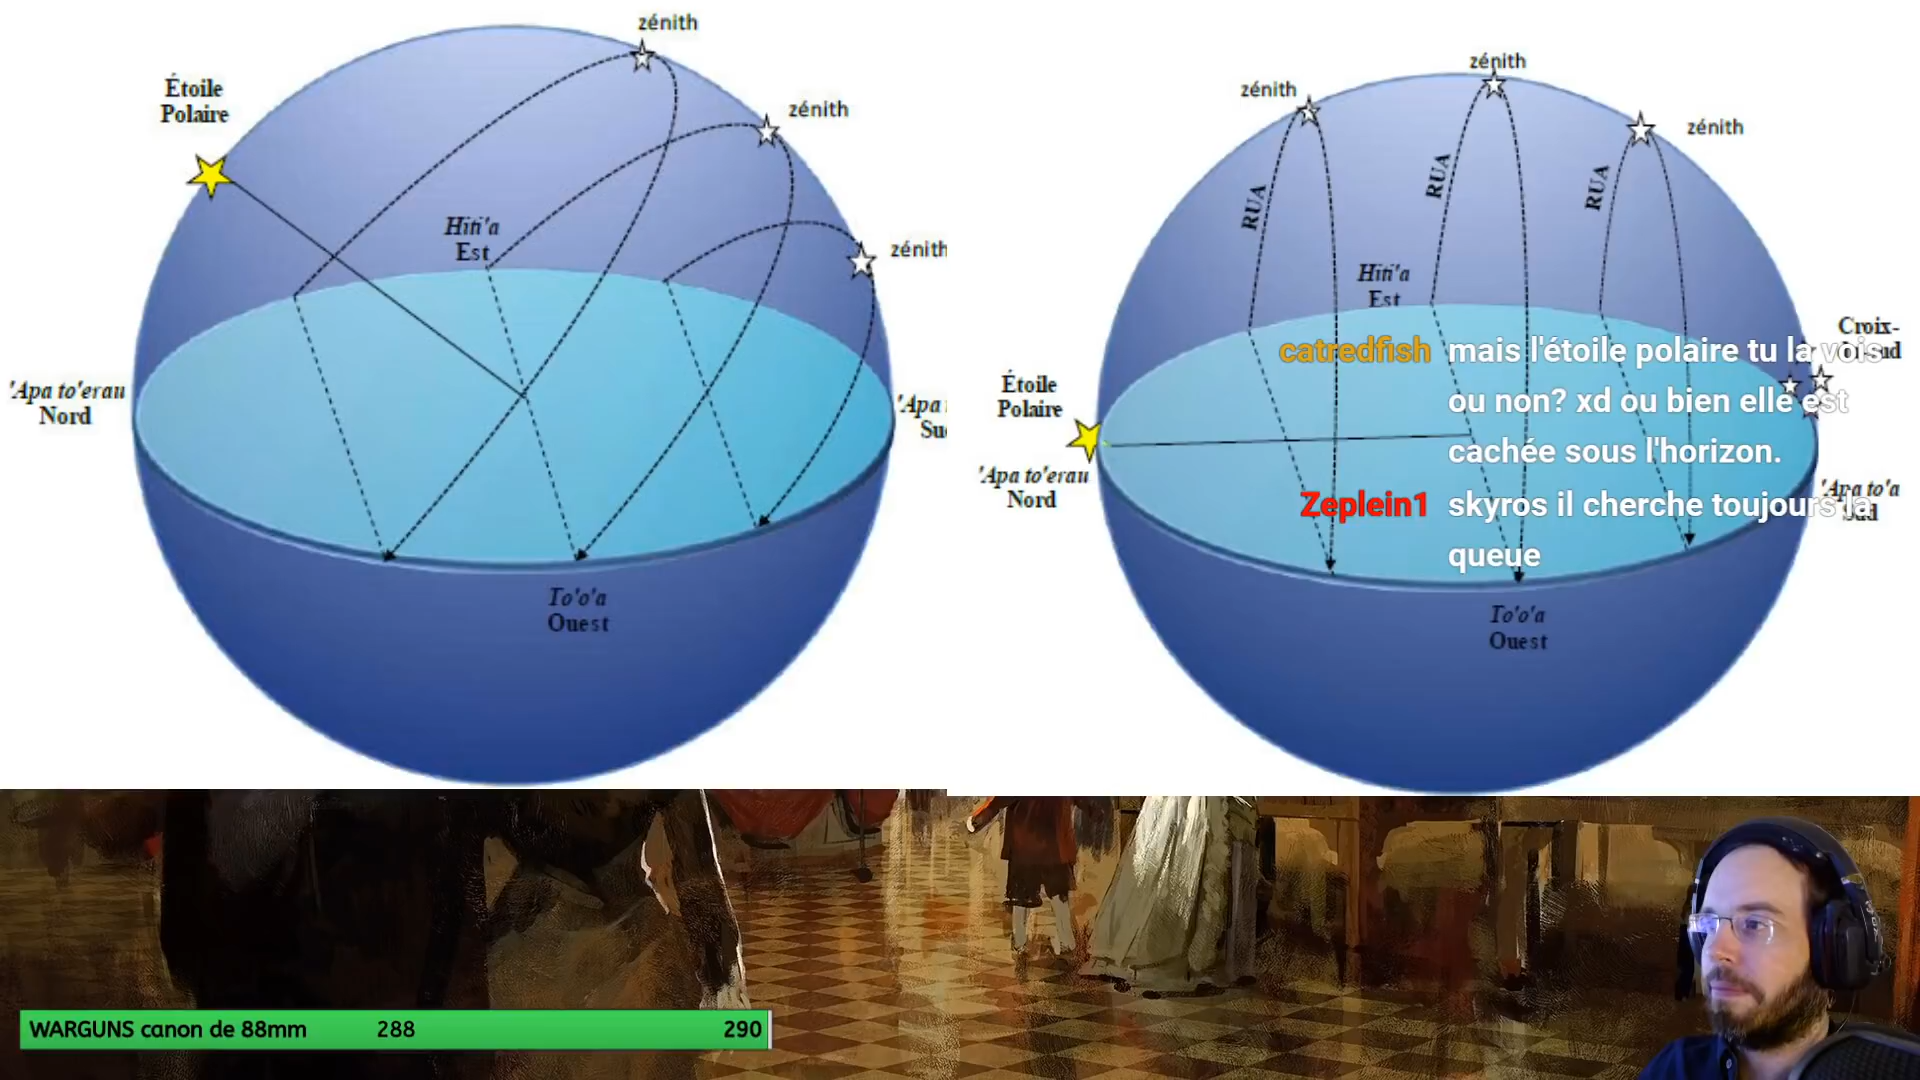 zénith
Étoile
Polaire
zénith
Hiti'a
Est
zénith
'Apa to'erau
Nord
'Apa
Su
To'o'a
Ouest
zénith
zénith
zénith
RUA
RUA
RUA
Hiti'a
Est
Croix-
Étoile
Polaire
'Apa to'erau
Nord
'Apa to'a
Sud
To'o'a
Ouest
catredfish mais l'étoile polaire tu la vois
ou non? xd ou bien elle est
cachée sous l'horizon.
Zeplein1 skyros il cherche toujours la
queue
WARGUNS canon de 88mm 288 290